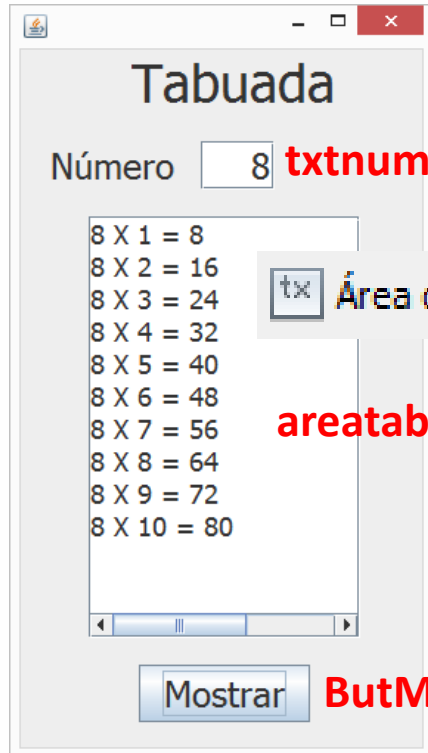 Tabuada
Número 8 txtnum
8 X 1 = 8
8 X 2 = 16
8 X 3 = 24
tx Área
8 X 4 = 32
8 X 5 = 40
8 X 6 = 48
areatab
8 X 7 = 56
8 X 8 = 64
8 X 9 = 72
8 X 10 = 80
Mostrar ButM